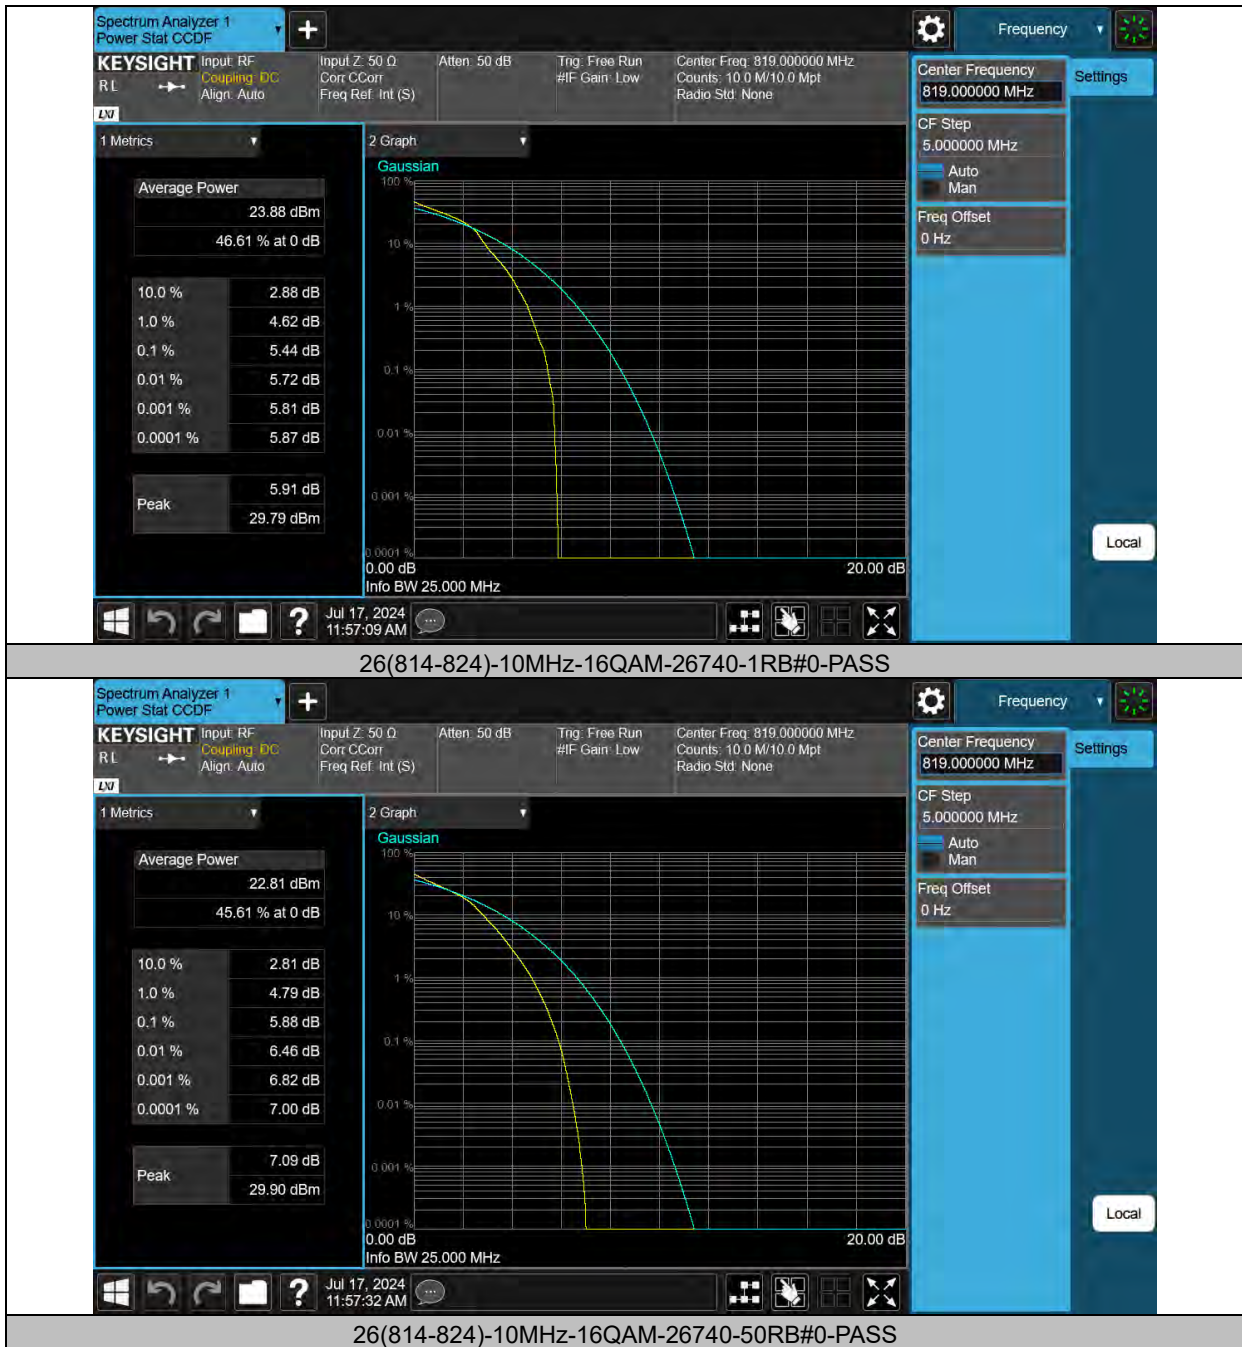 Spectrum Analyzer 1
Power Stat CCDF
Frequency
KEYSIGHT
Input: RF
Coupling: DC
Align: Auto
Input Z: 50 Ω
Corr CCorr
Freq Ref: Int (S)
Atten: 50 dB
Trig: Free Run
#IF Gain: Low
Center Freq: 819.000000 MHz
Counts: 10.0 M/10.0 Mpt
Radio Std: None
R L
LXI
Center Frequency
819.000000 MHz
Settings
CF Step
5.000000 MHz
Auto
Man
Freq Offset
0 Hz
1 Metrics
2 Graph
Gaussian
Average Power
23.88 dBm
46.61 % at 0 dB
10.0 % 2.88 dB
1.0 % 4.62 dB
0.1 % 5.44 dB
0.01 % 5.72 dB
0.001 % 5.81 dB
0.0001 % 5.87 dB
Peak
5.91 dB
29.79 dBm
100 %
10 %
1 %
0.1 %
0.01 %
0.001 %
0.0001 %
0.00 dB 20.00 dB
Info BW 25.000 MHz
Local
Jul 17, 2024
11:57:09 AM
26(814-824)-10MHz-16QAM-26740-1RB#0-PASS
Spectrum Analyzer 1
Power Stat CCDF
Frequency
KEYSIGHT
Input: RF
Coupling: DC
Align: Auto
Input Z: 50 Ω
Corr CCorr
Freq Ref: Int (S)
Atten: 50 dB
Trig: Free Run
#IF Gain: Low
Center Freq: 819.000000 MHz
Counts: 10.0 M/10.0 Mpt
Radio Std: None
R L
LXI
Center Frequency
819.000000 MHz
Settings
CF Step
5.000000 MHz
Auto
Man
Freq Offset
0 Hz
1 Metrics
2 Graph
Gaussian
Average Power
22.81 dBm
45.61 % at 0 dB
10.0 % 2.81 dB
1.0 % 4.79 dB
0.1 % 5.88 dB
0.01 % 6.46 dB
0.001 % 6.82 dB
0.0001 % 7.00 dB
Peak
7.09 dB
29.90 dBm
100 %
10 %
1 %
0.1 %
0.01 %
0.001 %
0.0001 %
0.00 dB 20.00 dB
Info BW 25.000 MHz
Local
Jul 17, 2024
11:57:32 AM
26(814-824)-10MHz-16QAM-26740-50RB#0-PASS